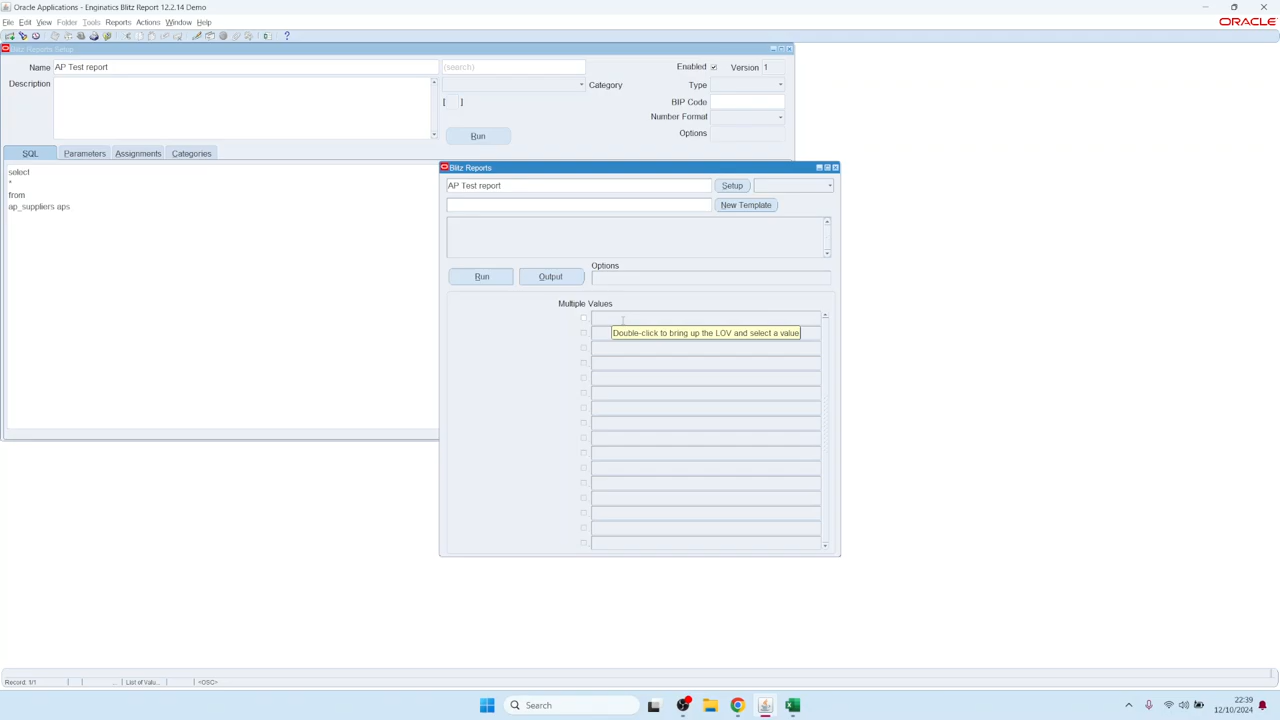 Oracle Applications - Enginatics Blitz Report 12.2.14 Demo
File Edit View Folder Tools Reports Actions Window Help
ORACLE
Blitz Reports Setup
Name AP Test report (search) Enabled Version 1
Description Category Type
[ ] BIP Code
Number Format
Run Options
SQL Parameters Assignments Categories
select
*
from
ap_suppliers aps
Blitz Reports
AP Test report Setup
New Template
Options
Run Output
Multiple Values
Double-click to bring up the LOV and select a value
Record: 1/1 ... List of Valu... <OSC>
Search
22:39
12/10/2024